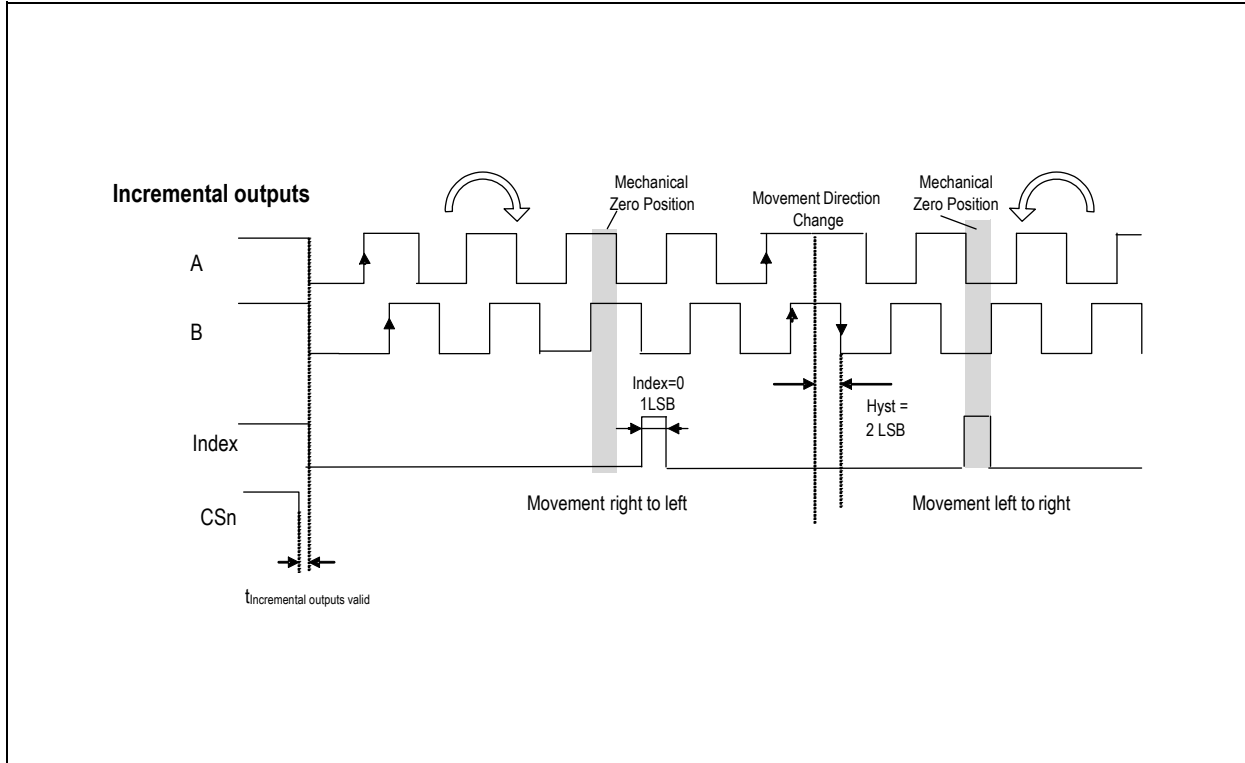 Incremental outputs
Mechanical
Zero Position
Movement Direction
Change
Mechanical
Zero Position
A
B
Index=0
1LSB
Hyst =
2 LSB
Index
Movement right to left
Movement left to right
CSn
tIncremental outputs valid